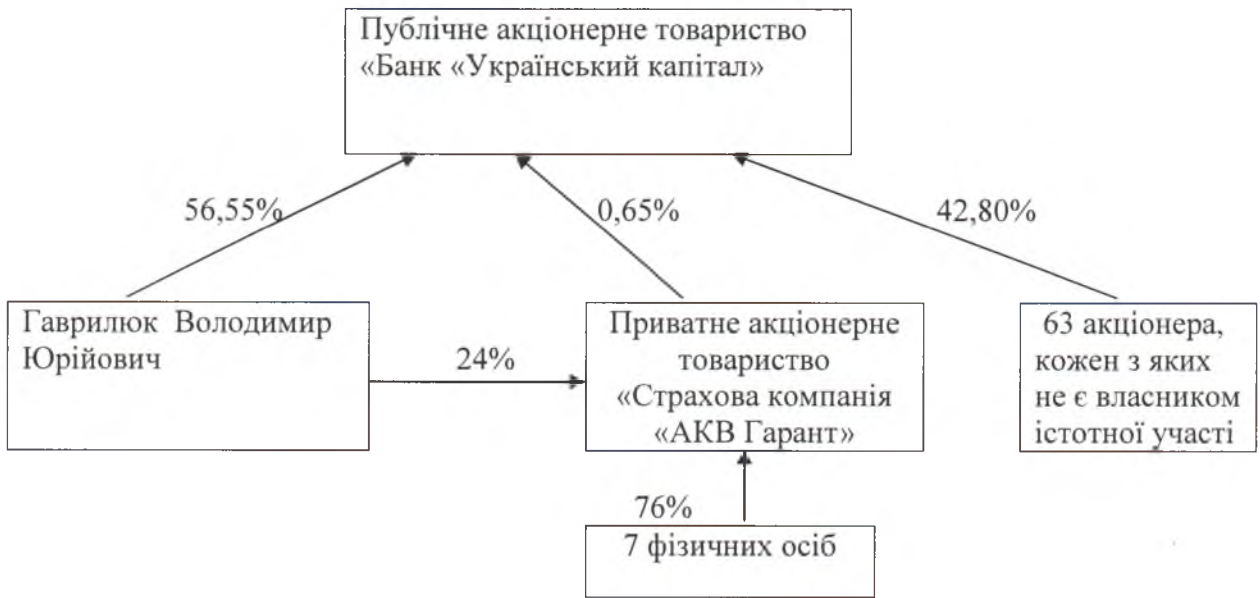 Публічне акціонерне товариство
«Банк «Український капітал»
56,55%
0,65%
42,80%
Гаврилюк Володимир
Юрійович
24%
Приватне акціонерне
товариство
«Страхова компанія
«АКВ Гарант»
63 акціонера,
кожен з яких
не є власником
істотної участі
76%
7 фізичних осіб